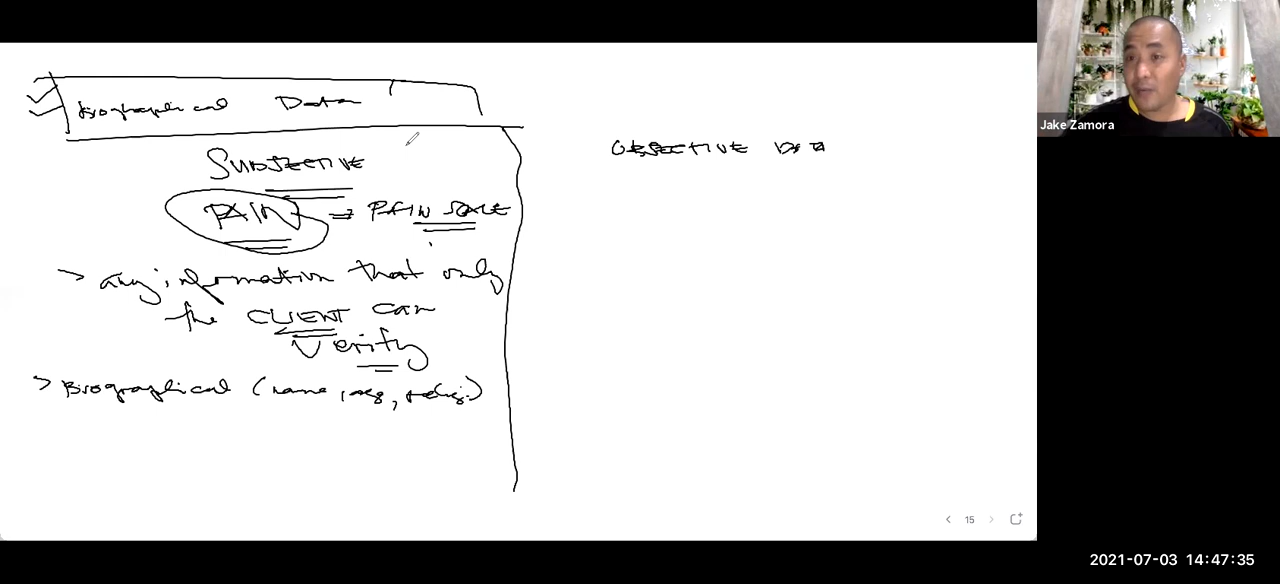 Biographical Data
SUBJECTIVE
PAIN => PAIN SCALE
> any information that only
the CLIENT can
Verify
> Biographical (name, age, relig.)
OBJECTIVE DATA
Jake Zamora
15
2021-07-03 14:47:35